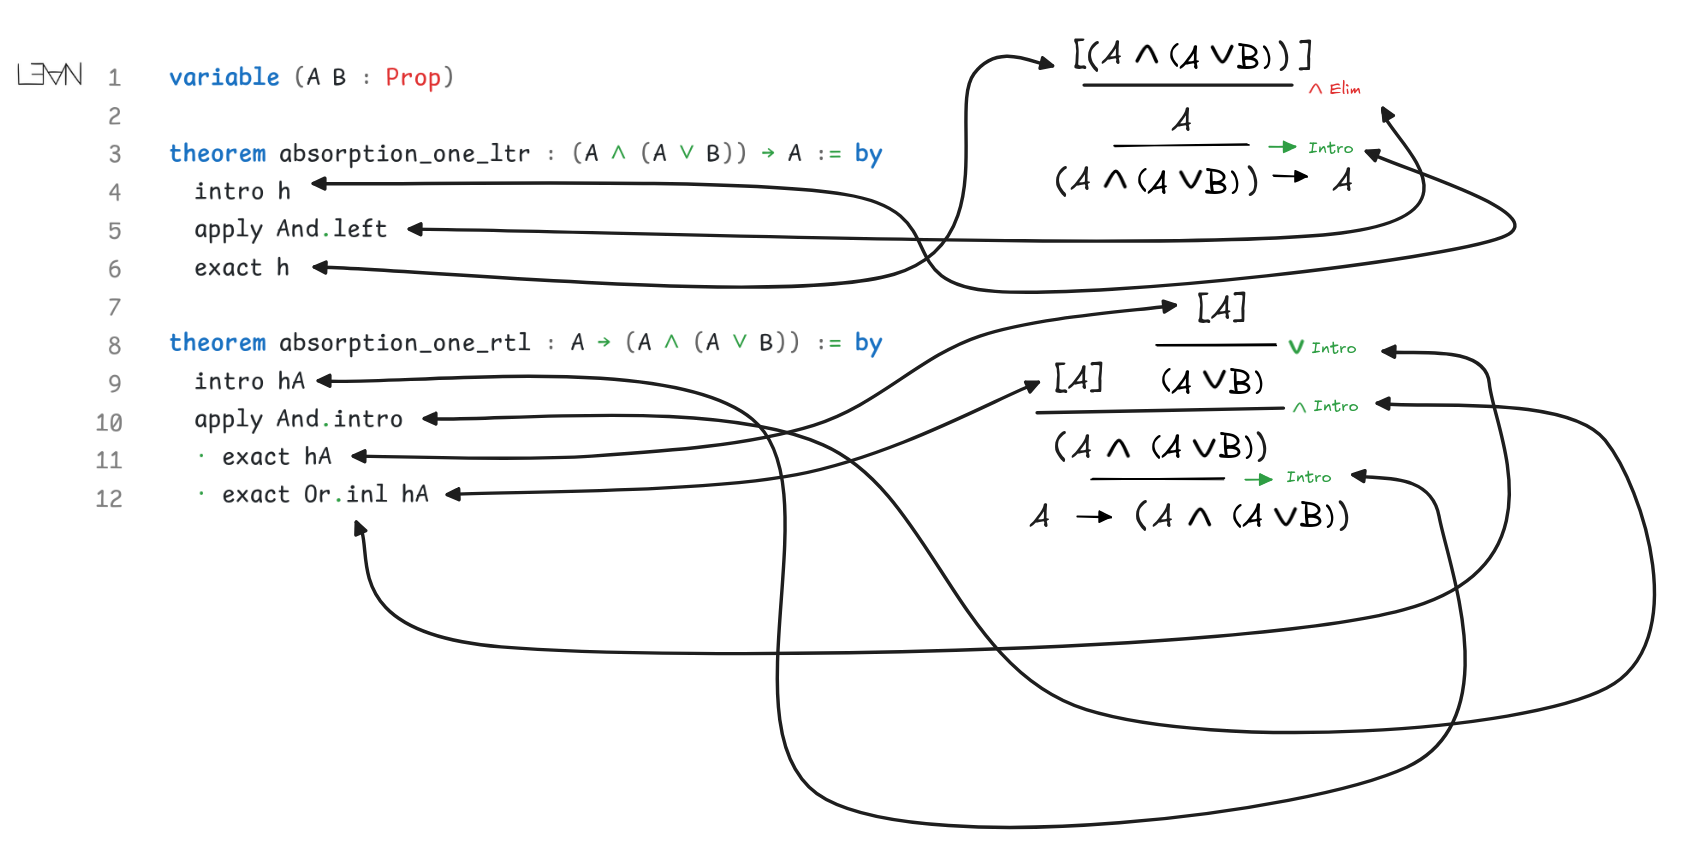 L∃∀N
1 variable (A B : Prop)
2
3 theorem absorption_one_ltr : (A ∧ (A ∨ B)) → A := by
4 intro h
5 apply And.left
6 exact h
7
8 theorem absorption_one_rtl : A → (A ∧ (A ∨ B)) := by
9 intro hA
10 apply And.intro
11 · exact hA
12 · exact Or.inl hA
[(A ∧ (A ∨ B))]
∧ Elim
A
→ Intro
(A ∧ (A ∨ B)) → A
[A]
∨ Intro
[A] (A ∨ B)
∧ Intro
(A ∧ (A ∨ B))
→ Intro
A → (A ∧ (A ∨ B))